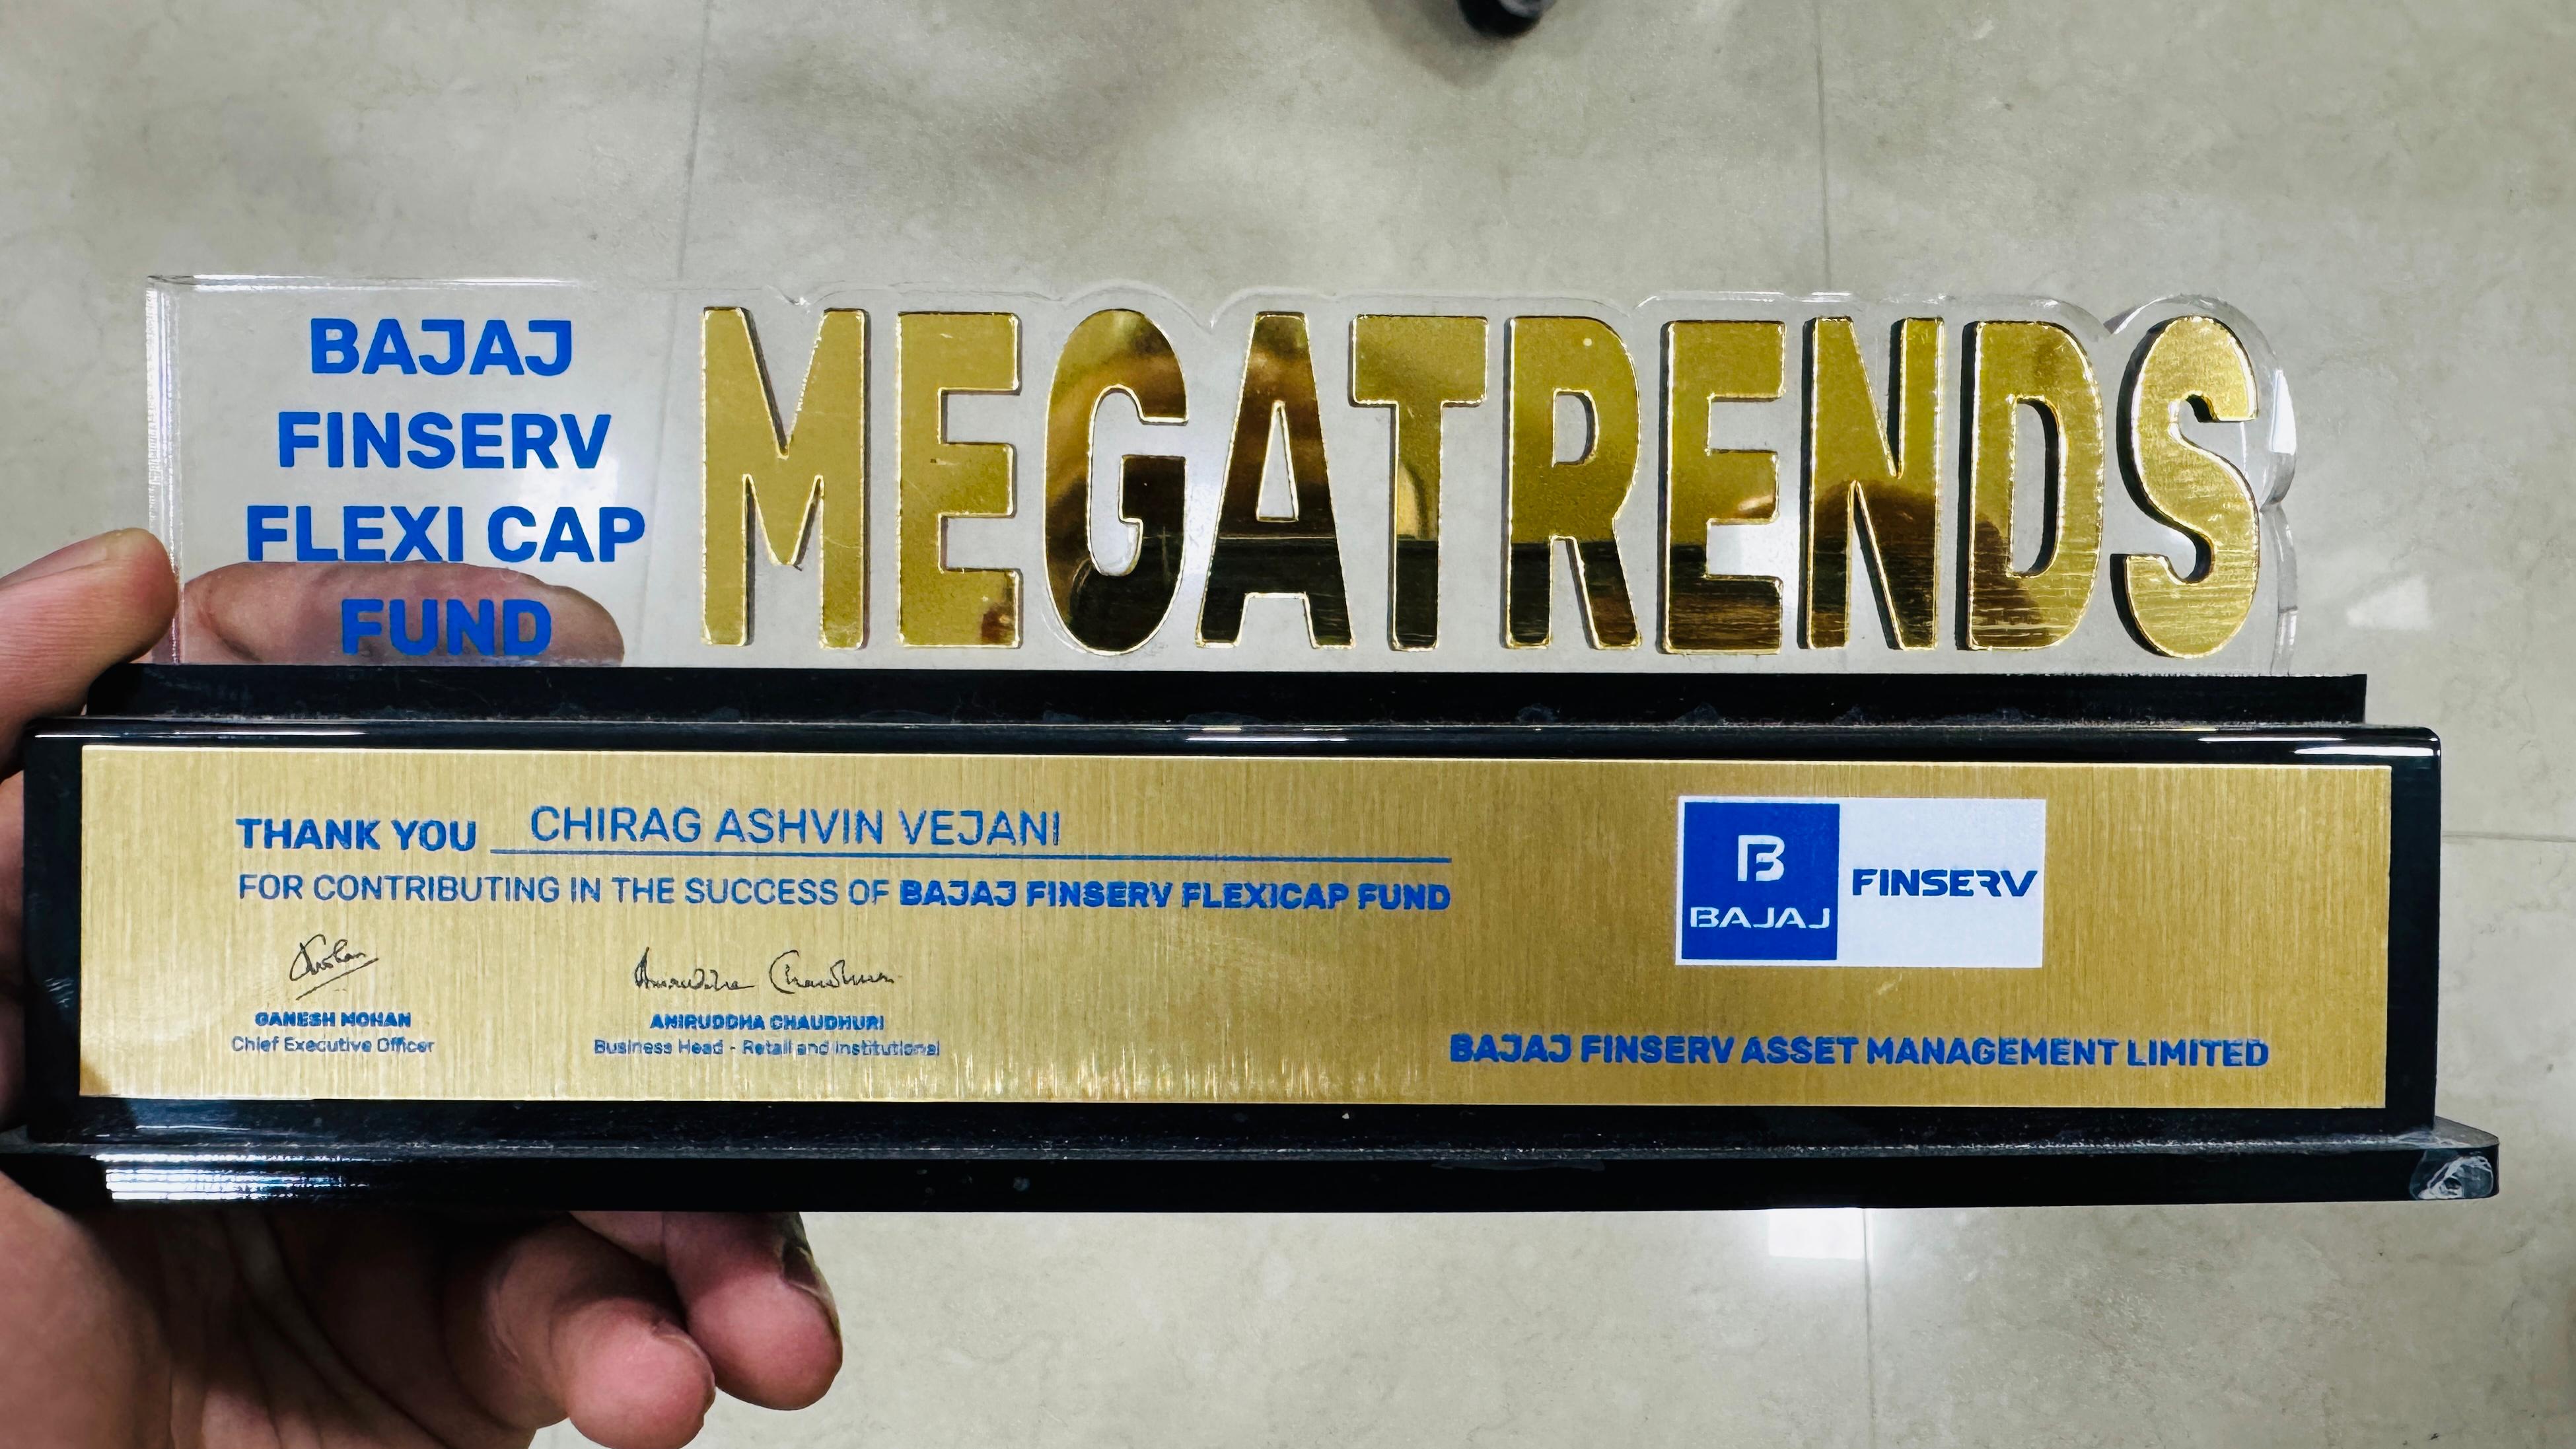 BAJAJ
FINSERV
FLEXI CAP
FUND
MEGATRENDS
THANK YOU CHIRAG ASHVIN VEJANI
FOR CONTRIBUTING IN THE SUCCESS OF BAJAJ FINSERV FLEXICAP FUND
GANESH MOHAN
Chief Executive Officer
Aniruddha Chaudhuri
ANIRUDDHA CHAUDHURI
Business Head - Retail and Institutional
B
BAJAJ
FINSERV
BAJAJ FINSERV ASSET MANAGEMENT LIMITED